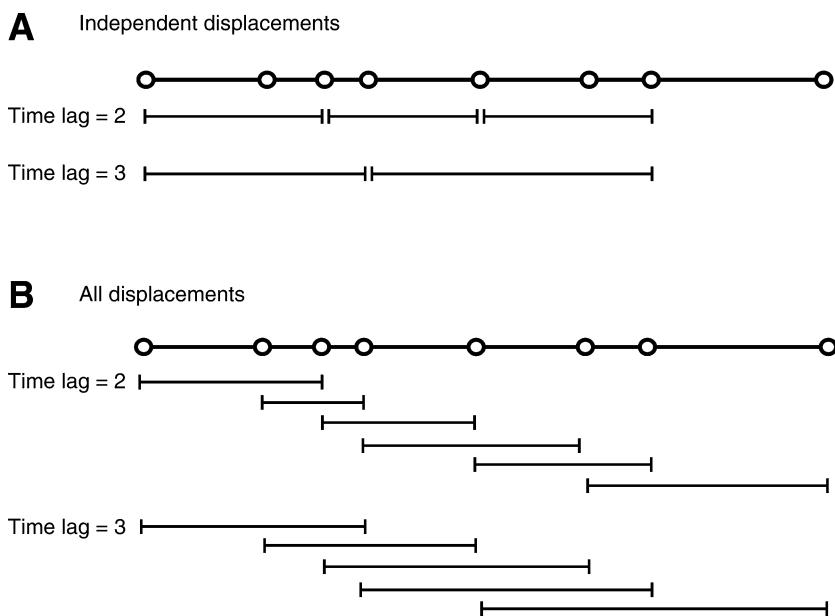 A Independent displacements
Time lag = 2
Time lag = 3
B All displacements
Time lag = 2
Time lag = 3